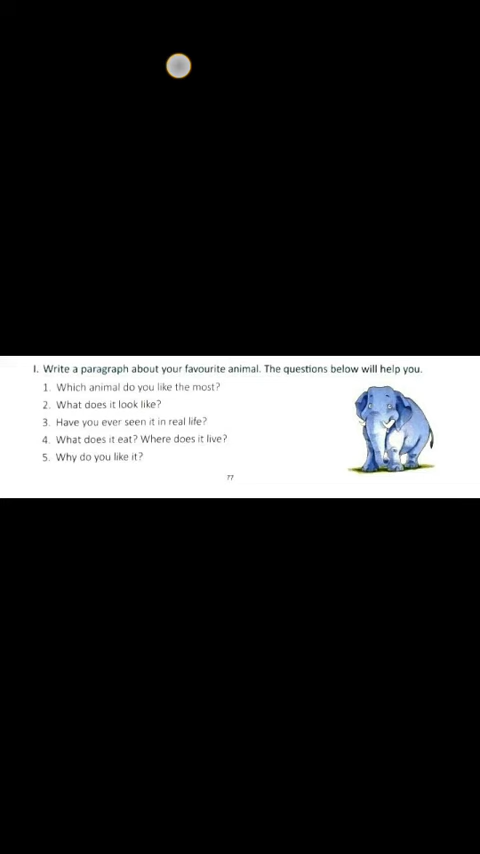 I. Write a paragraph about your favourite animal. The questions below will help you.
1. Which animal do you like the most?
2. What does it look like?
3. Have you ever seen it in real life?
4. What does it eat? Where does it live?
5. Why do you like it?
77